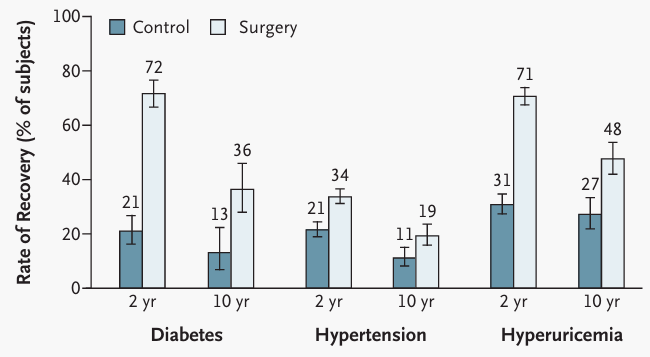 Rate of Recovery (% of subjects)
100
80
60
40
20
0
Control
Surgery
21
72
13
36
21
34
11
19
31
71
27
48
2 yr
10 yr
2 yr
10 yr
2 yr
10 yr
Diabetes
Hypertension
Hyperuricemia